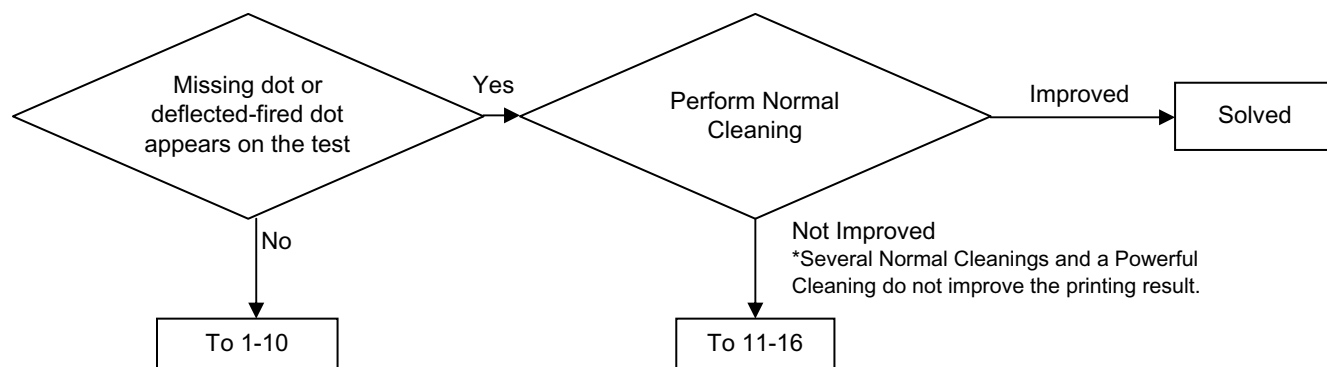 Missing dot or
deflected-fired dot
appears on the test
Yes
Perform Normal
Cleaning
Improved
Solved
No
Not Improved
*Several Normal Cleanings and a Powerful
Cleaning do not improve the printing result.
To 1-10
To 11-16